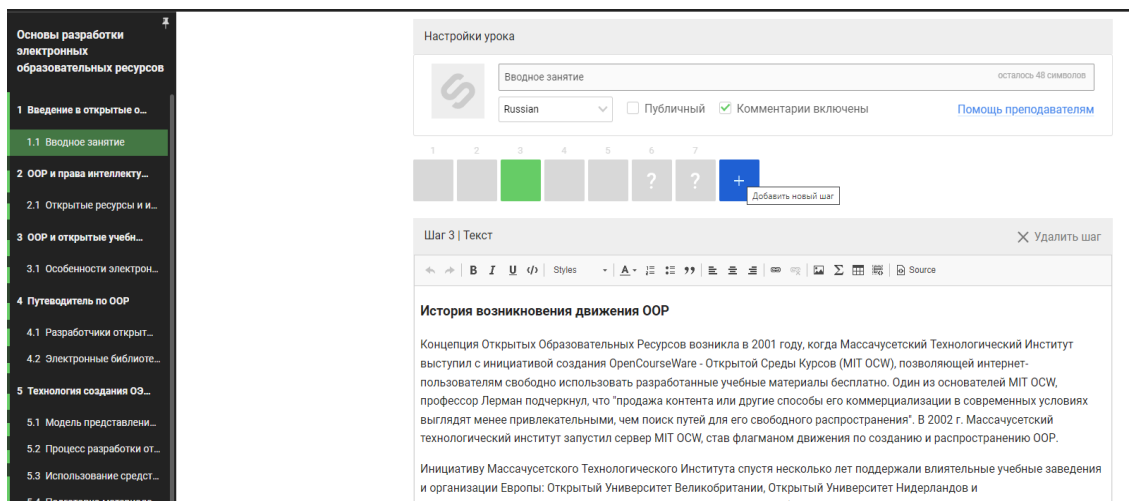 Основы разработки
электронных
образовательных ресурсов
1 Введение в открытые о...
1.1 Вводное занятие
2 ООР и права интеллекту...
2.1 Открытые ресурсы и и...
3 ООР и открытые учебн...
3.1 Особенности электрон...
4 Путеводитель по ООР
4.1 Разработчики открыт...
4.2 Электронные библиоте...
5 Технология создания ОЭ...
5.1 Модель представлени...
5.2 Процесс разработки от...
5.3 Использование средст...
Настройки урока
Вводное занятие осталось 48 символов
Russian Публичный Комментарии включены Помощь преподавателям
1 2 3 4 5 6 7
? ? +
Добавить новый шаг
Шаг 3 | Текст Удалить шаг
B I U </> Styles A Σ Source
История возникновения движения ООР
Концепция Открытых Образовательных Ресурсов возникла в 2001 году, когда Массачусетский Технологический Институт
выступил с инициативой создания OpenCourseWare - Открытой Среды Курсов (MIT OCW), позволяющей интернет-
пользователям свободно использовать разработанные учебные материалы бесплатно. Один из основателей MIT OCW,
профессор Лерман подчеркнул, что "продажа контента или другие способы его коммерциализации в современных условиях
выглядят менее привлекательными, чем поиск путей для его свободного распространения". В 2002 г. Массачусетский
технологический институт запустил сервер MIT OCW, став флагманом движения по созданию и распространению ООР.
Инициативу Массачусетского Технологического Института спустя несколько лет поддержали влиятельные учебные заведения
и организации Европы: Открытый Университет Великобритании, Открытый Университет Нидерландов и